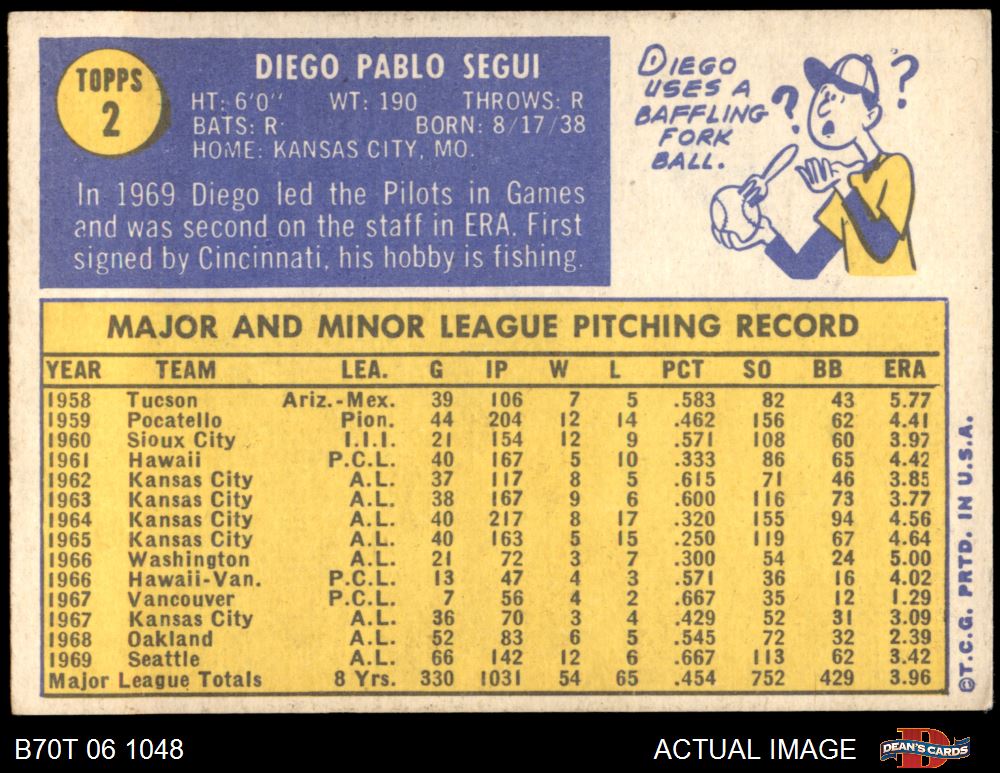 TOPPS
2
DIEGO PABLO SEGUI
HT: 6'0" WT: 190 THROWS: R
BATS: R BORN: 8/17/38
HOME: KANSAS CITY, MO.
In 1969 Diego led the Pilots in Games
and was second on the staff in ERA. First
signed by Cincinnati, his hobby is fishing.
DIEGO
USES A
BAFFLING
FORK
BALL.
? ?
MAJOR AND MINOR LEAGUE PITCHING RECORD
YEAR TEAM LEA. G IP W L PCT SO BB ERA
1958 Tucson Ariz.-Mex. 39 106 7 5 .583 82 43 5.77
1959 Pocatello Pion. 44 204 12 14 .462 156 62 4.41
1960 Sioux City I.I.I. 21 154 12 9 .571 108 60 3.97
1961 Hawaii P.C.L. 40 167 5 10 .333 86 65 4.42
1962 Kansas City A.L. 37 117 8 5 .615 71 46 3.85
1963 Kansas City A.L. 38 167 9 6 .600 116 73 3.77
1964 Kansas City A.L. 40 217 8 17 .320 155 94 4.56
1965 Kansas City A.L. 40 163 5 15 .250 119 67 4.64
1966 Washington A.L. 21 72 3 7 .300 54 24 5.00
1966 Hawaii-Van. P.C.L. 13 47 4 3 .571 36 16 4.02
1967 Vancouver P.C.L. 7 56 4 2 .667 35 12 1.29
1967 Kansas City A.L. 36 70 3 4 .429 52 31 3.09
1968 Oakland A.L. 52 83 6 5 .545 72 32 2.39
1969 Seattle A.L. 66 142 12 6 .667 113 62 3.42
Major League Totals 8 Yrs. 330 1031 54 65 .454 752 429 3.96
©T.C.G. PRTD. IN U.S.A.
B70T 06 1048 ACTUAL IMAGE
DEAN'S CARDS